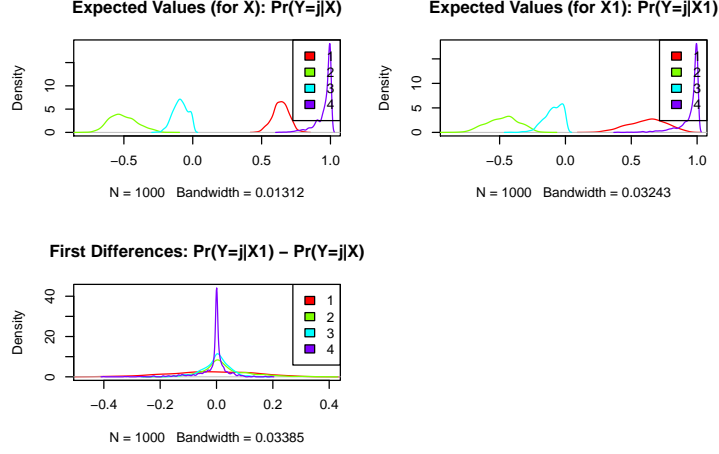 Expected Values (for X): Pr(Y=j|X)
Density
0 5 15
1
2
3
4
−0.5 0.0 0.5 1.0
N = 1000 Bandwidth = 0.01312
Expected Values (for X1): Pr(Y=j|X1)
Density
0 5 15
1
2
3
4
−0.5 0.0 0.5 1.0
N = 1000 Bandwidth = 0.03243
First Differences: Pr(Y=j|X1) − Pr(Y=j|X)
Density
0 20 40
1
2
3
4
−0.4 −0.2 0.0 0.2 0.4
N = 1000 Bandwidth = 0.03385